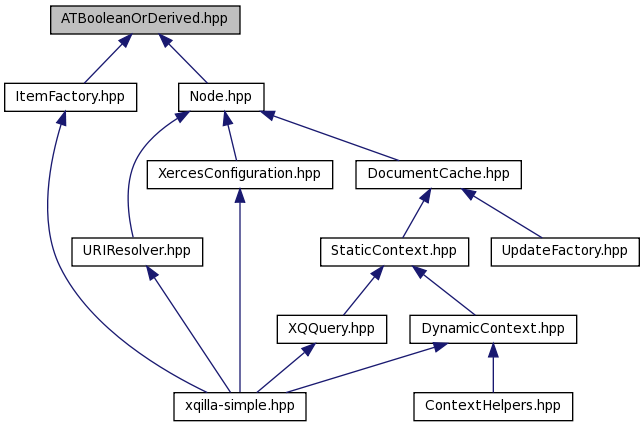 ATBooleanOrDerived.hpp
ItemFactory.hpp
Node.hpp
XercesConfiguration.hpp
DocumentCache.hpp
URIResolver.hpp
StaticContext.hpp
UpdateFactory.hpp
XQQuery.hpp
DynamicContext.hpp
xqilla-simple.hpp
ContextHelpers.hpp